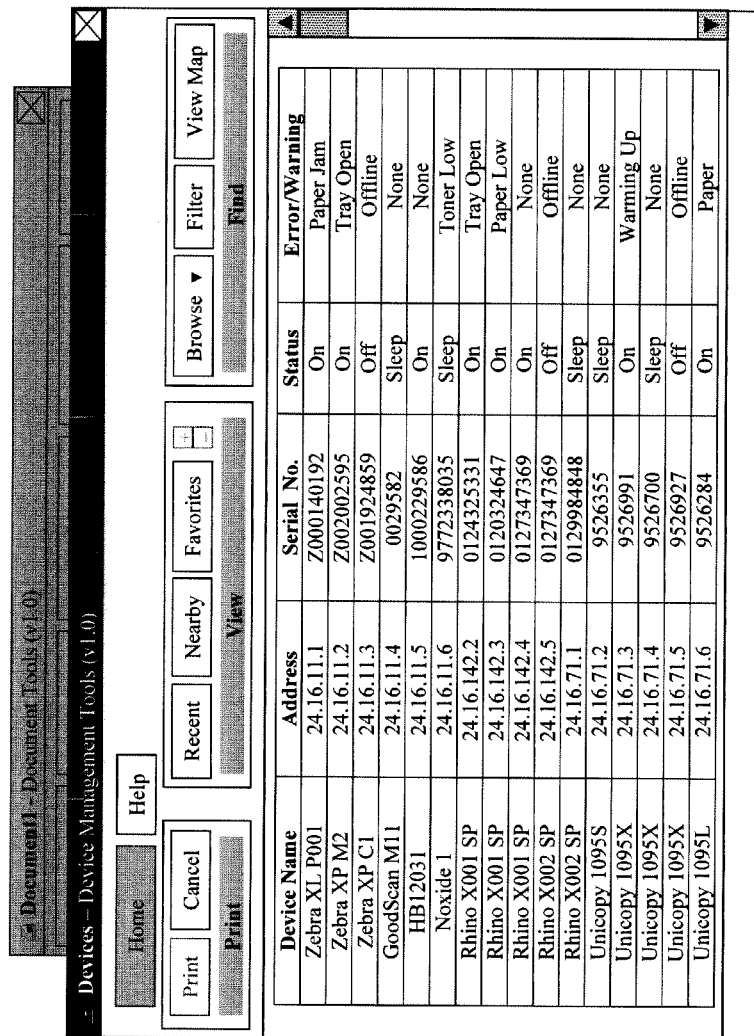 Document1 - Document Tools (v1.0)
Devices – Device Management Tools (v1.0)
Home Help
Print Cancel Recent Nearby Favorites + − Browse ▼ Filter View Map
Print View Find
Device Name Address Serial No. Status Error/Warning
Zebra XL P001 24.16.11.1 Z000140192 On Paper Jam
Zebra XP M2 24.16.11.2 Z002002595 On Tray Open
Zebra XP C1 24.16.11.3 Z001924859 Off Offline
GoodScan M11 24.16.11.4 0029582 Sleep None
HB12031 24.16.11.5 1000229586 On None
Noxide 1 24.16.11.6 9772338035 Sleep Toner Low
Rhino X001 SP 24.16.142.2 0124325331 On Tray Open
Rhino X001 SP 24.16.142.3 0120324647 On Paper Low
Rhino X001 SP 24.16.142.4 0127347369 On None
Rhino X002 SP 24.16.142.5 0127347369 Off Offline
Rhino X002 SP 24.16.71.1 0129984848 Sleep None
Unicopy 1095S 24.16.71.2 9526355 Sleep None
Unicopy 1095X 24.16.71.3 9526991 On Warming Up
Unicopy 1095X 24.16.71.4 9526700 Sleep None
Unicopy 1095X 24.16.71.5 9526927 Off Offline
Unicopy 1095L 24.16.71.6 9526284 On Paper